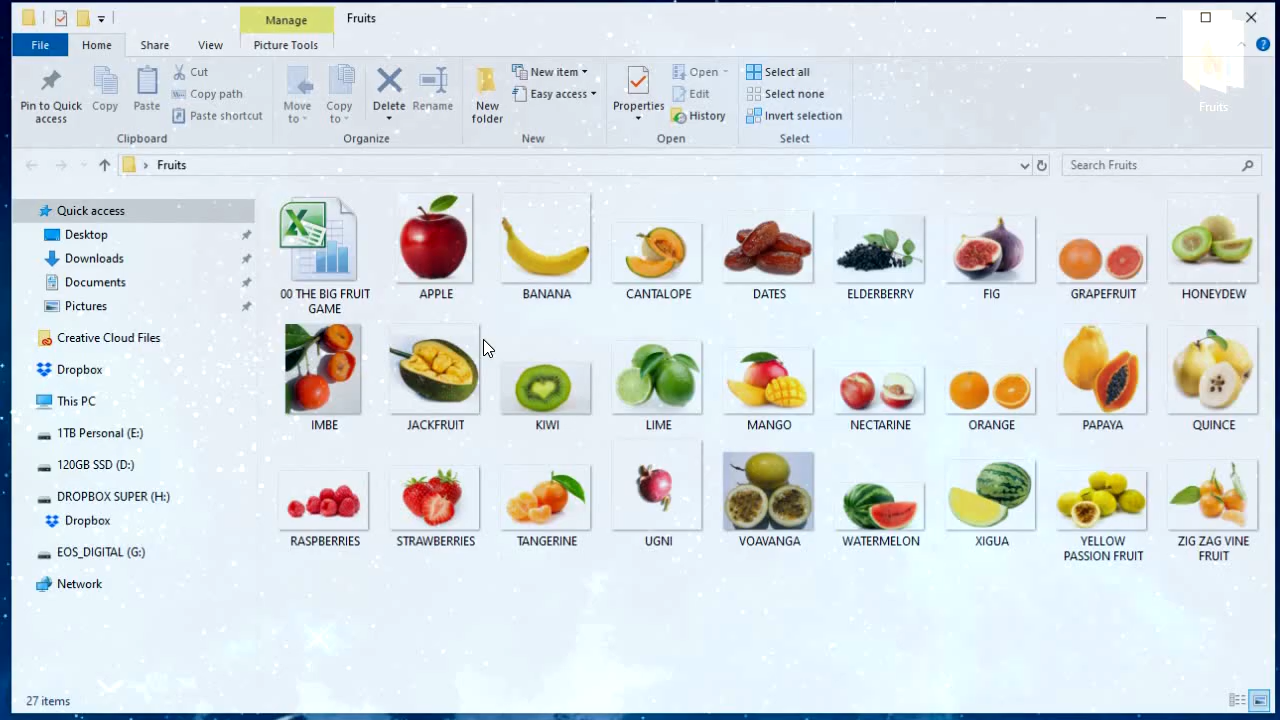 Manage
Fruits
File
Home
Share
View
Picture Tools
Pin to Quick
access
Copy
Paste
Cut
Copy path
Paste shortcut
Clipboard
Move
to
Copy
to
Delete
Rename
Organize
New
folder
New item
Easy access
New
Properties
Open
Edit
History
Open
Select all
Select none
Invert selection
Select
Fruits
Fruits
Search Fruits
Quick access
Desktop
Downloads
Documents
Pictures
Creative Cloud Files
Dropbox
This PC
1TB Personal (E:)
120GB SSD (D:)
DROPBOX SUPER (H:)
Dropbox
EOS_DIGITAL (G:)
Network
00 THE BIG FRUIT
GAME
APPLE
BANANA
CANTALOPE
DATES
ELDERBERRY
FIG
GRAPEFRUIT
HONEYDEW
IMBE
JACKFRUIT
KIWI
LIME
MANGO
NECTARINE
ORANGE
PAPAYA
QUINCE
RASPBERRIES
STRAWBERRIES
TANGERINE
UGNI
VOAVANGA
WATERMELON
XIGUA
YELLOW
PASSION FRUIT
ZIG ZAG VINE
FRUIT
27 items